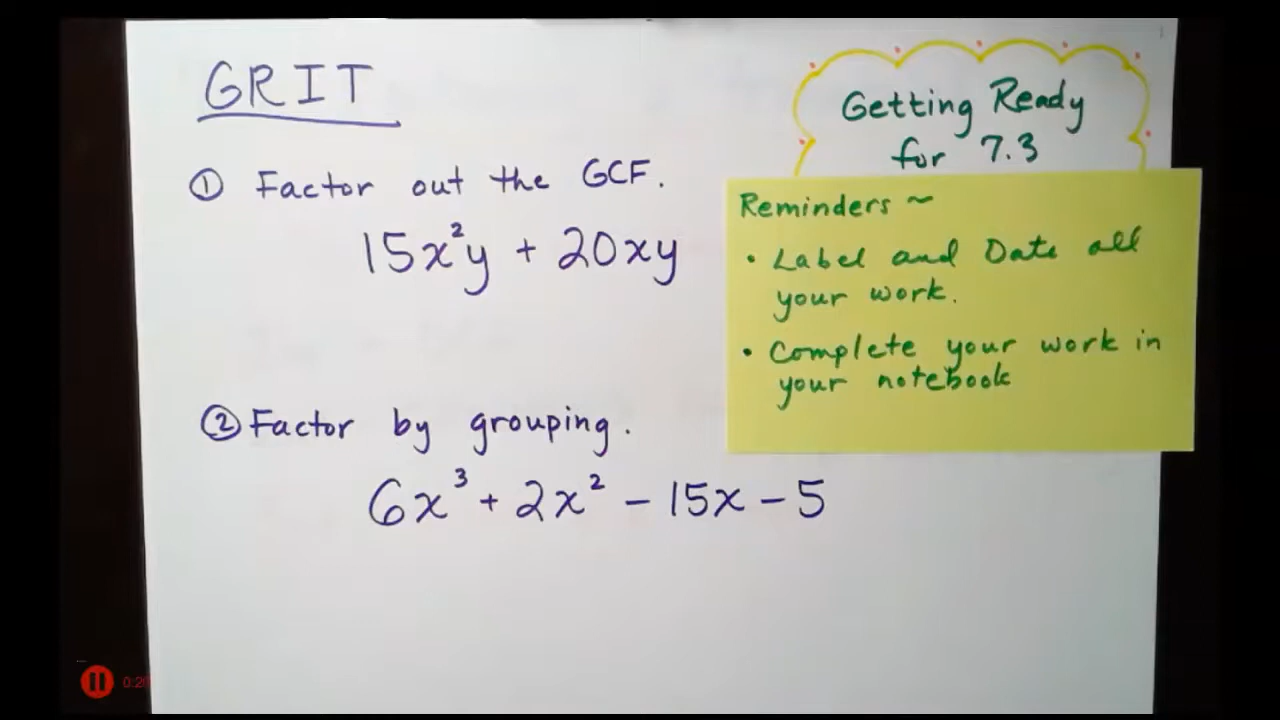 GRIT
Getting Ready
for 7.3
① Factor out the GCF.
15x²y + 20xy
Reminders ~
• Label and Date all
your work.
• Complete your work in
your notebook
② Factor by grouping.
6x³ + 2x² - 15x - 5